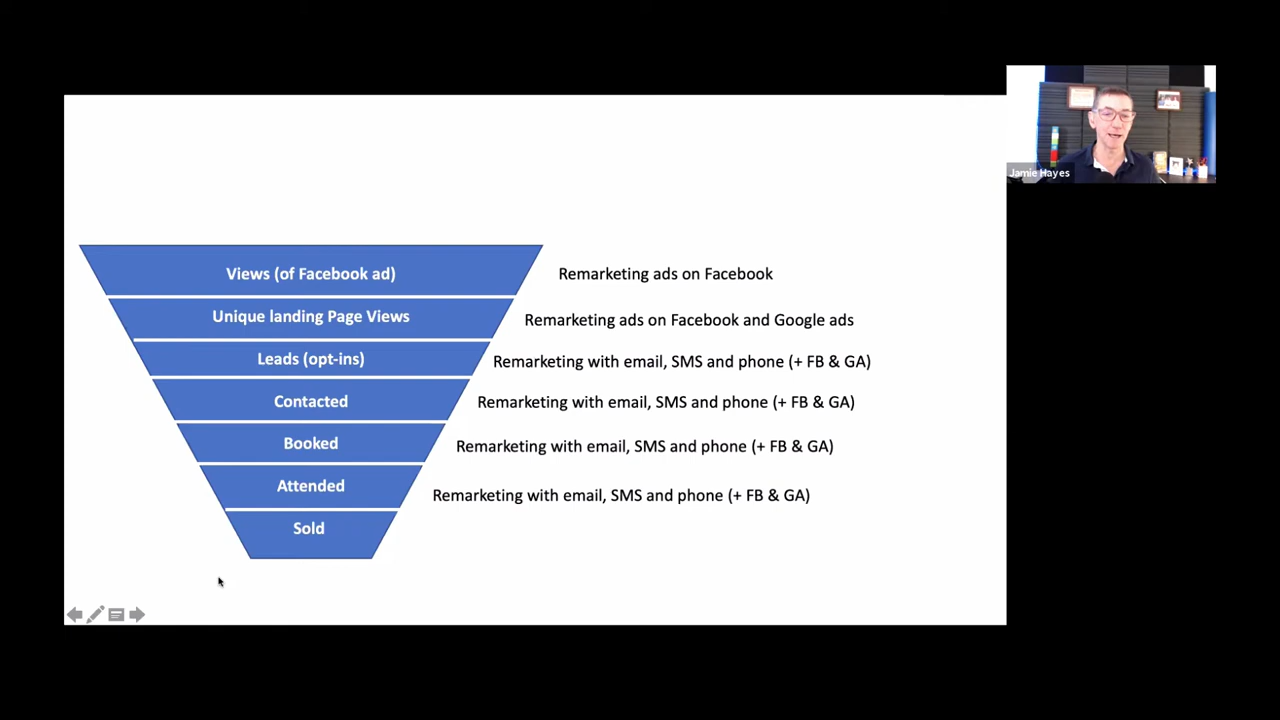 Jamie Hayes
Views (of Facebook ad)
Remarketing ads on Facebook
Unique landing Page Views
Remarketing ads on Facebook and Google ads
Leads (opt-ins)
Remarketing with email, SMS and phone (+ FB & GA)
Contacted
Remarketing with email, SMS and phone (+ FB & GA)
Booked
Remarketing with email, SMS and phone (+ FB & GA)
Attended
Remarketing with email, SMS and phone (+ FB & GA)
Sold